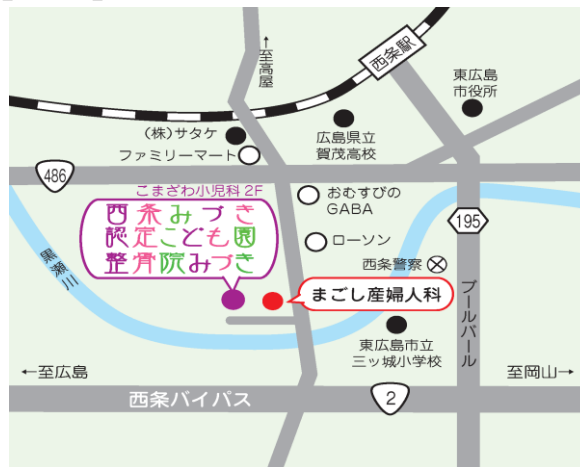 ←至高屋
西条駅
東広島
市役所
(株)サタケ
ファミリーマート
広島県立
賀茂高校
486
こまざわ小児科 2F
西条みづき
認定こども園
整骨院みづき
おむすびの
GABA
ローソン
195
西条警察
黒瀬川
まごし産婦人科
ブールバール
東広島市立
三ッ城小学校
←至広島
至岡山→
西条バイパス
2